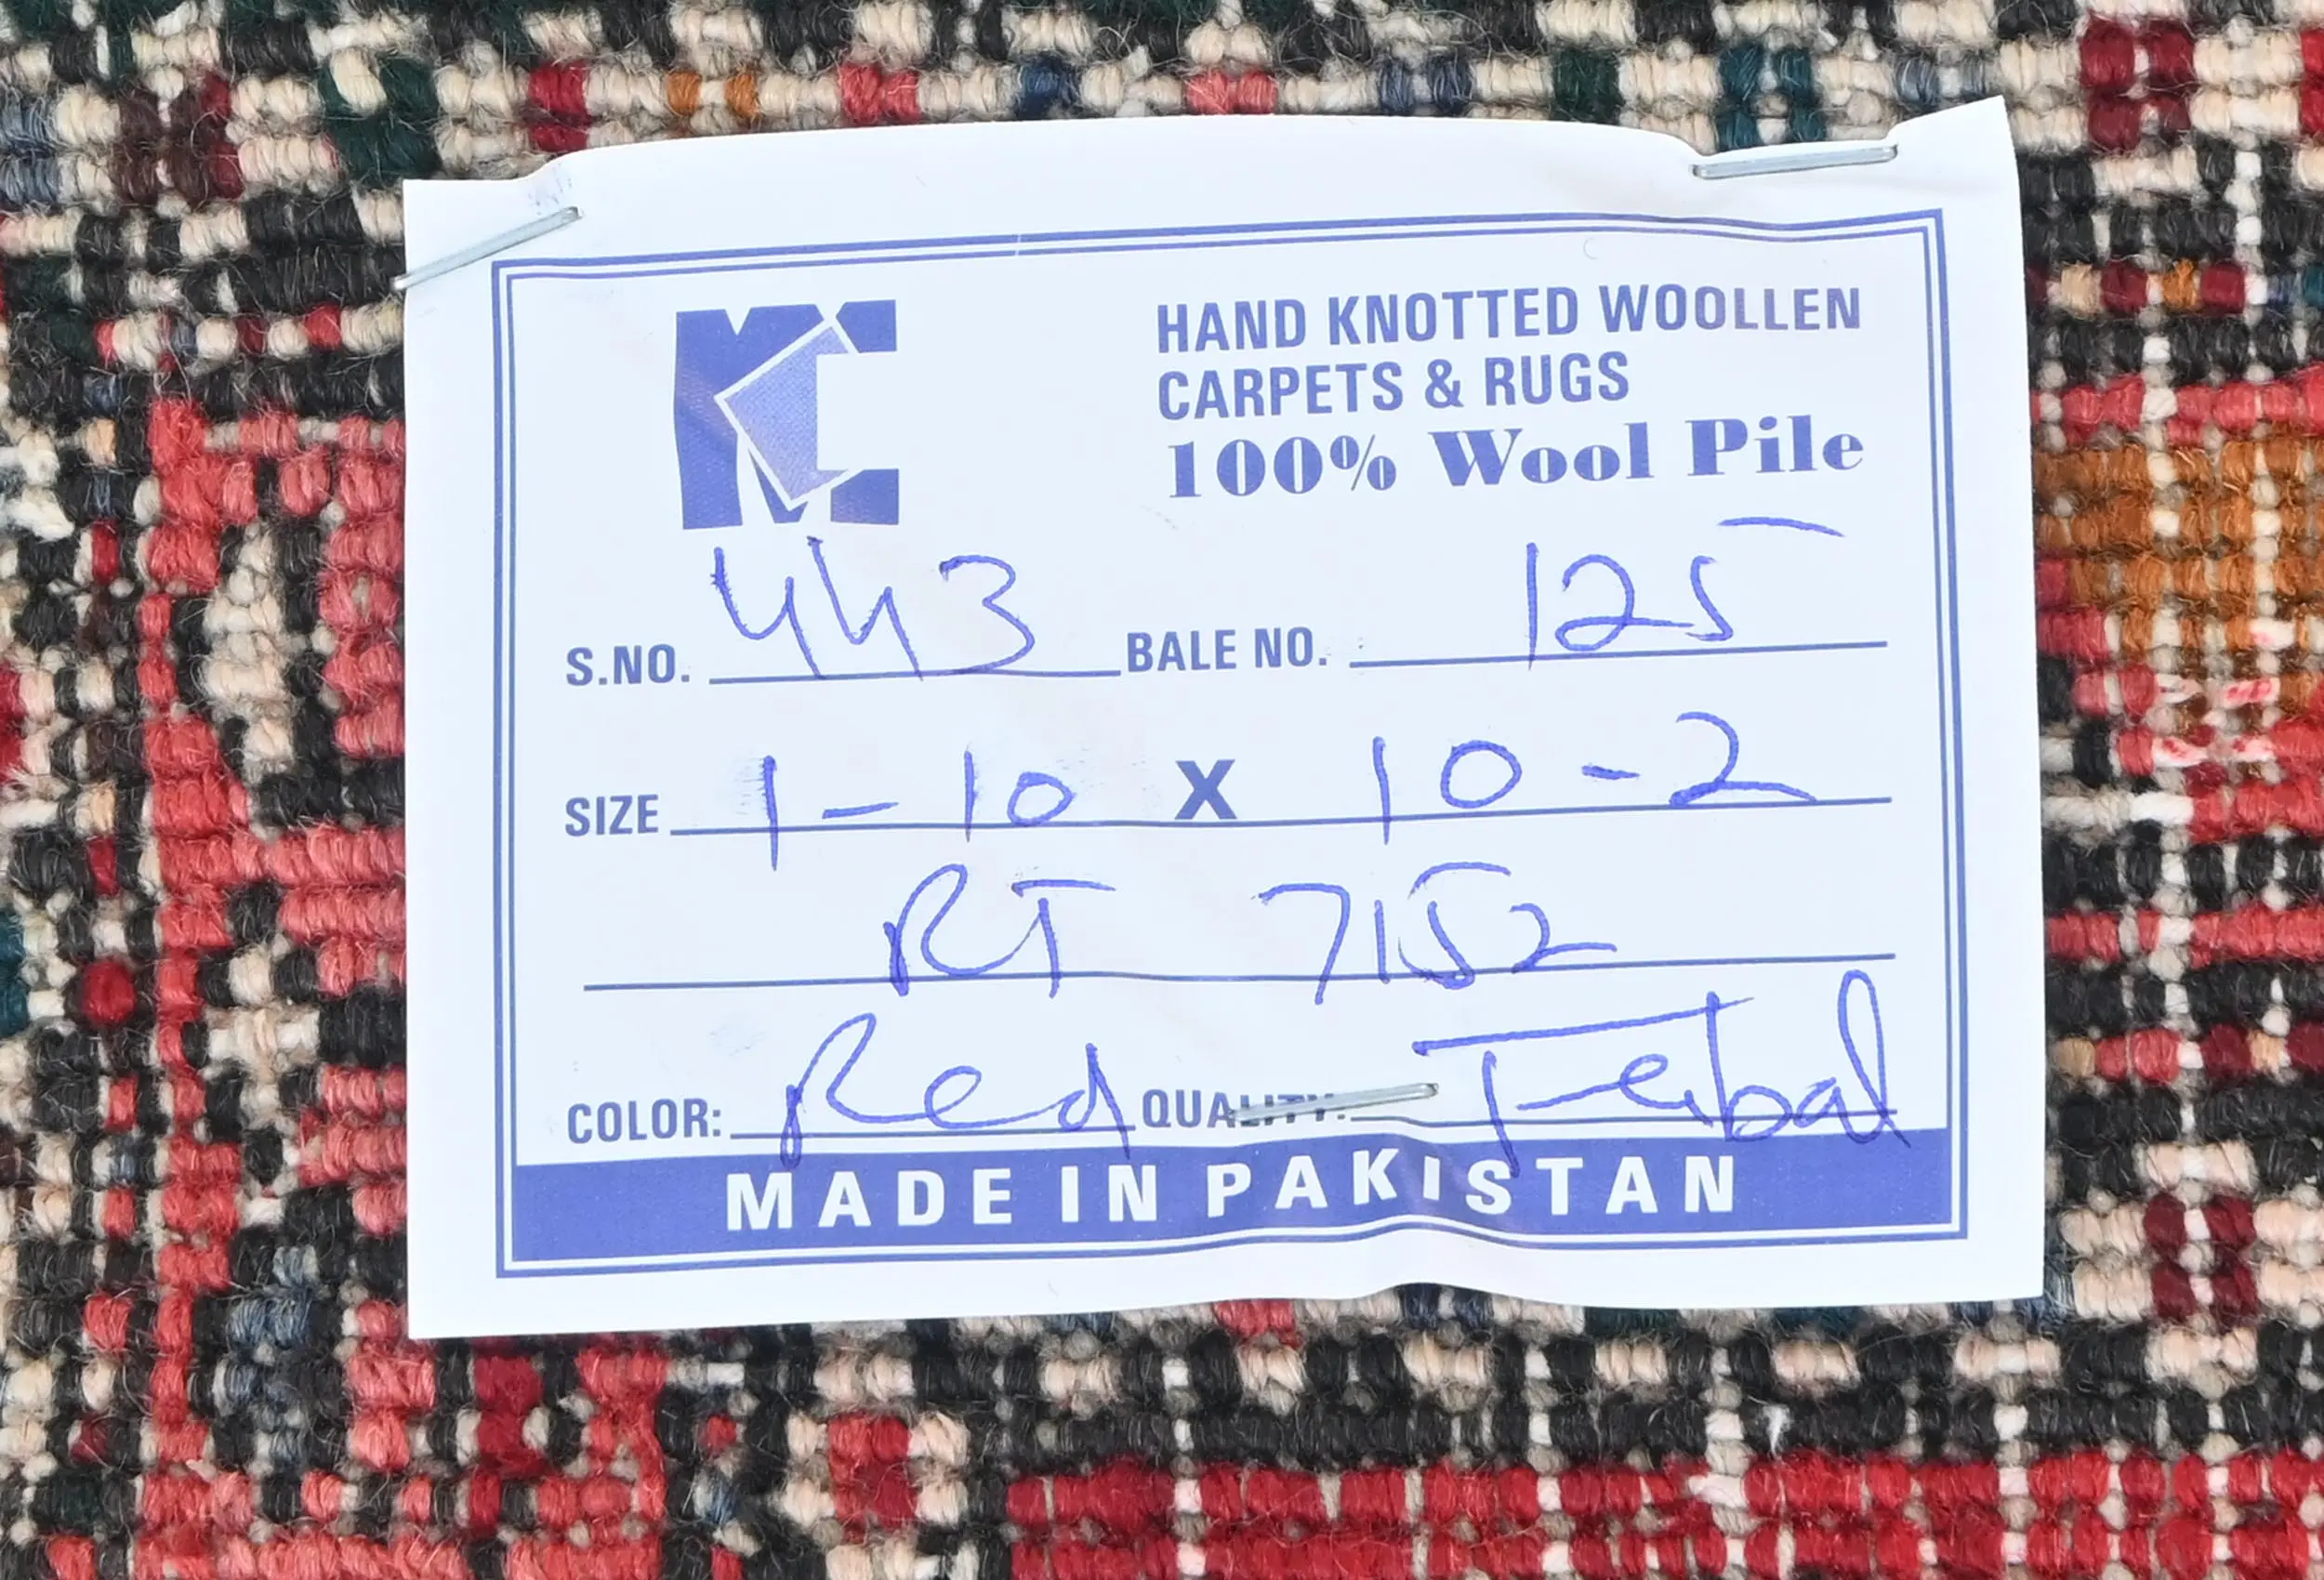 MC
HAND KNOTTED WOOLLEN
CARPETS & RUGS
100% Wool Pile
S.NO. 443 BALE NO. 125
SIZE 1-10 X 10-2
RT 7152
COLOR: Red QUALITY:
MADE IN PAKISTAN